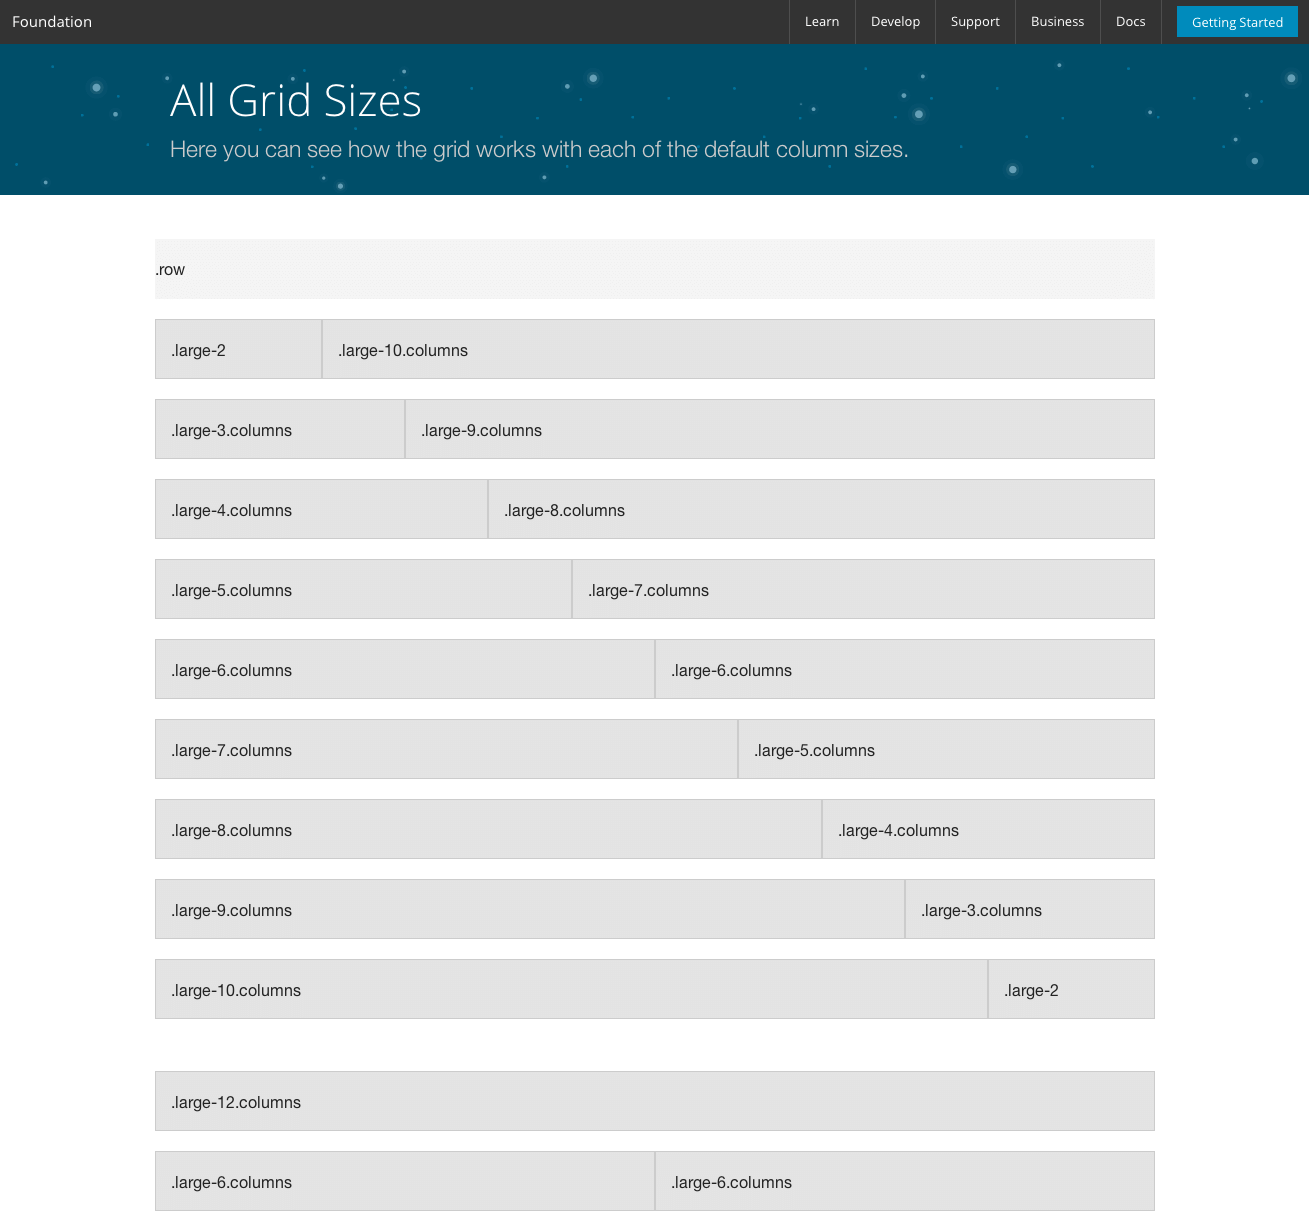 Foundation Learn Develop Support Business Docs Getting Started
All Grid Sizes
Here you can see how the grid works with each of the default column sizes.
.row
.large-2 .large-10.columns
.large-3.columns .large-9.columns
.large-4.columns .large-8.columns
.large-5.columns .large-7.columns
.large-6.columns .large-6.columns
.large-7.columns .large-5.columns
.large-8.columns .large-4.columns
.large-9.columns .large-3.columns
.large-10.columns .large-2
.large-12.columns
.large-6.columns .large-6.columns